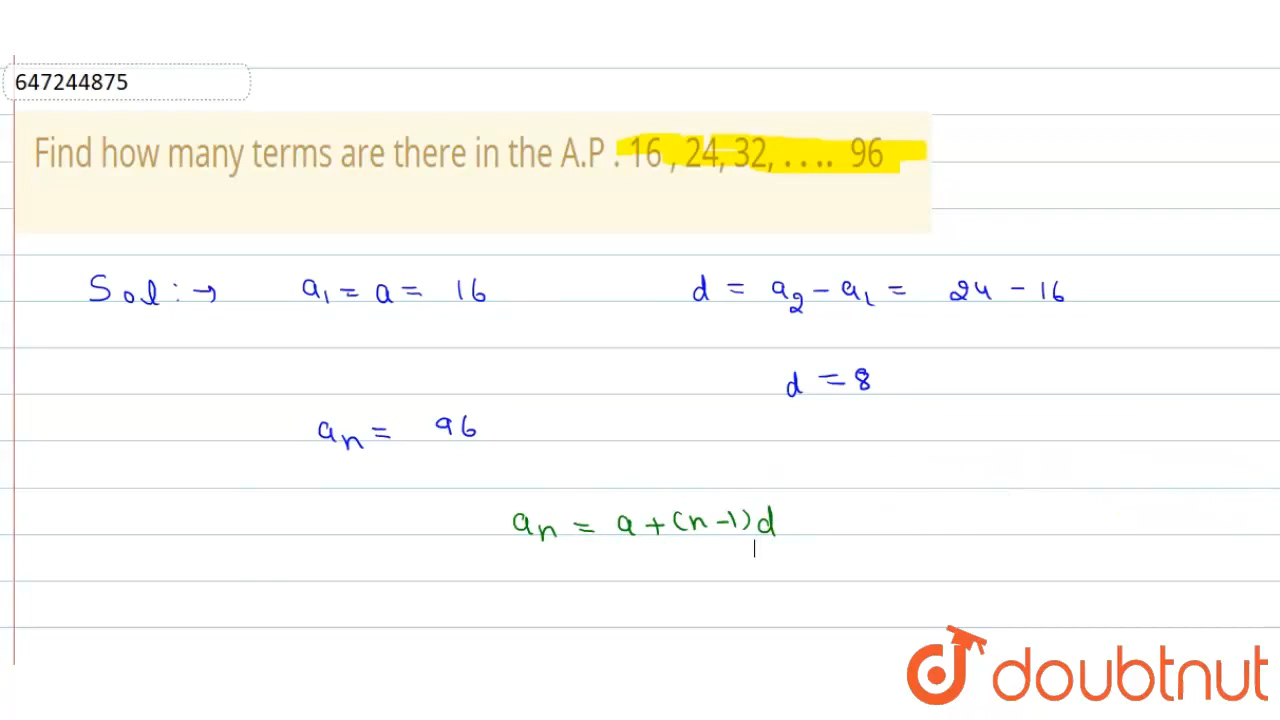 647244875
Find how many terms are there in the A.P : 16 , 24, 32, . . .. 96
Sol :→ a₁ = a = 16 d = a₂ - a₁ = 24 - 16
d = 8
aₙ = 96
aₙ = a + (n - 1) d
doubtnut